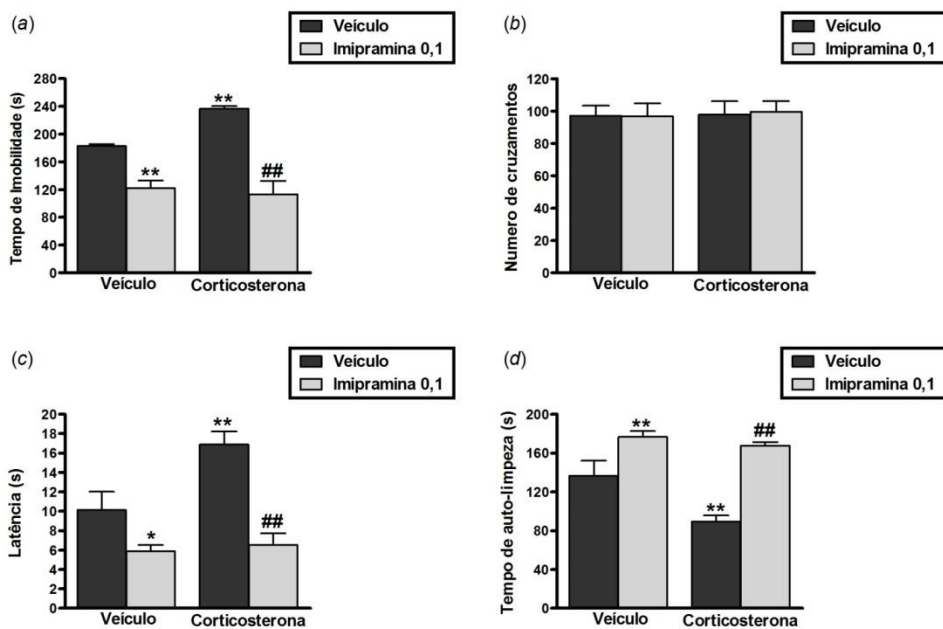 (a)
Veículo
Imipramina 0,1
Tempo de Imobilidade (s)
280
240
200
160
120
80
40
0
**
**
**
##
Veículo
Corticosterona
(b)
Veículo
Imipramina 0,1
Numero de cruzamentos
120
100
80
60
40
20
0
Veículo
Corticosterona
(c)
Veículo
Imipramina 0,1
Latência (s)
20
18
16
14
12
10
8
6
4
2
0
*
**
##
Veículo
Corticosterona
(d)
Veículo
Imipramina 0,1
Tempo de auto-limpeza (s)
200
160
120
80
40
0
**
**
##
Veículo
Corticosterona